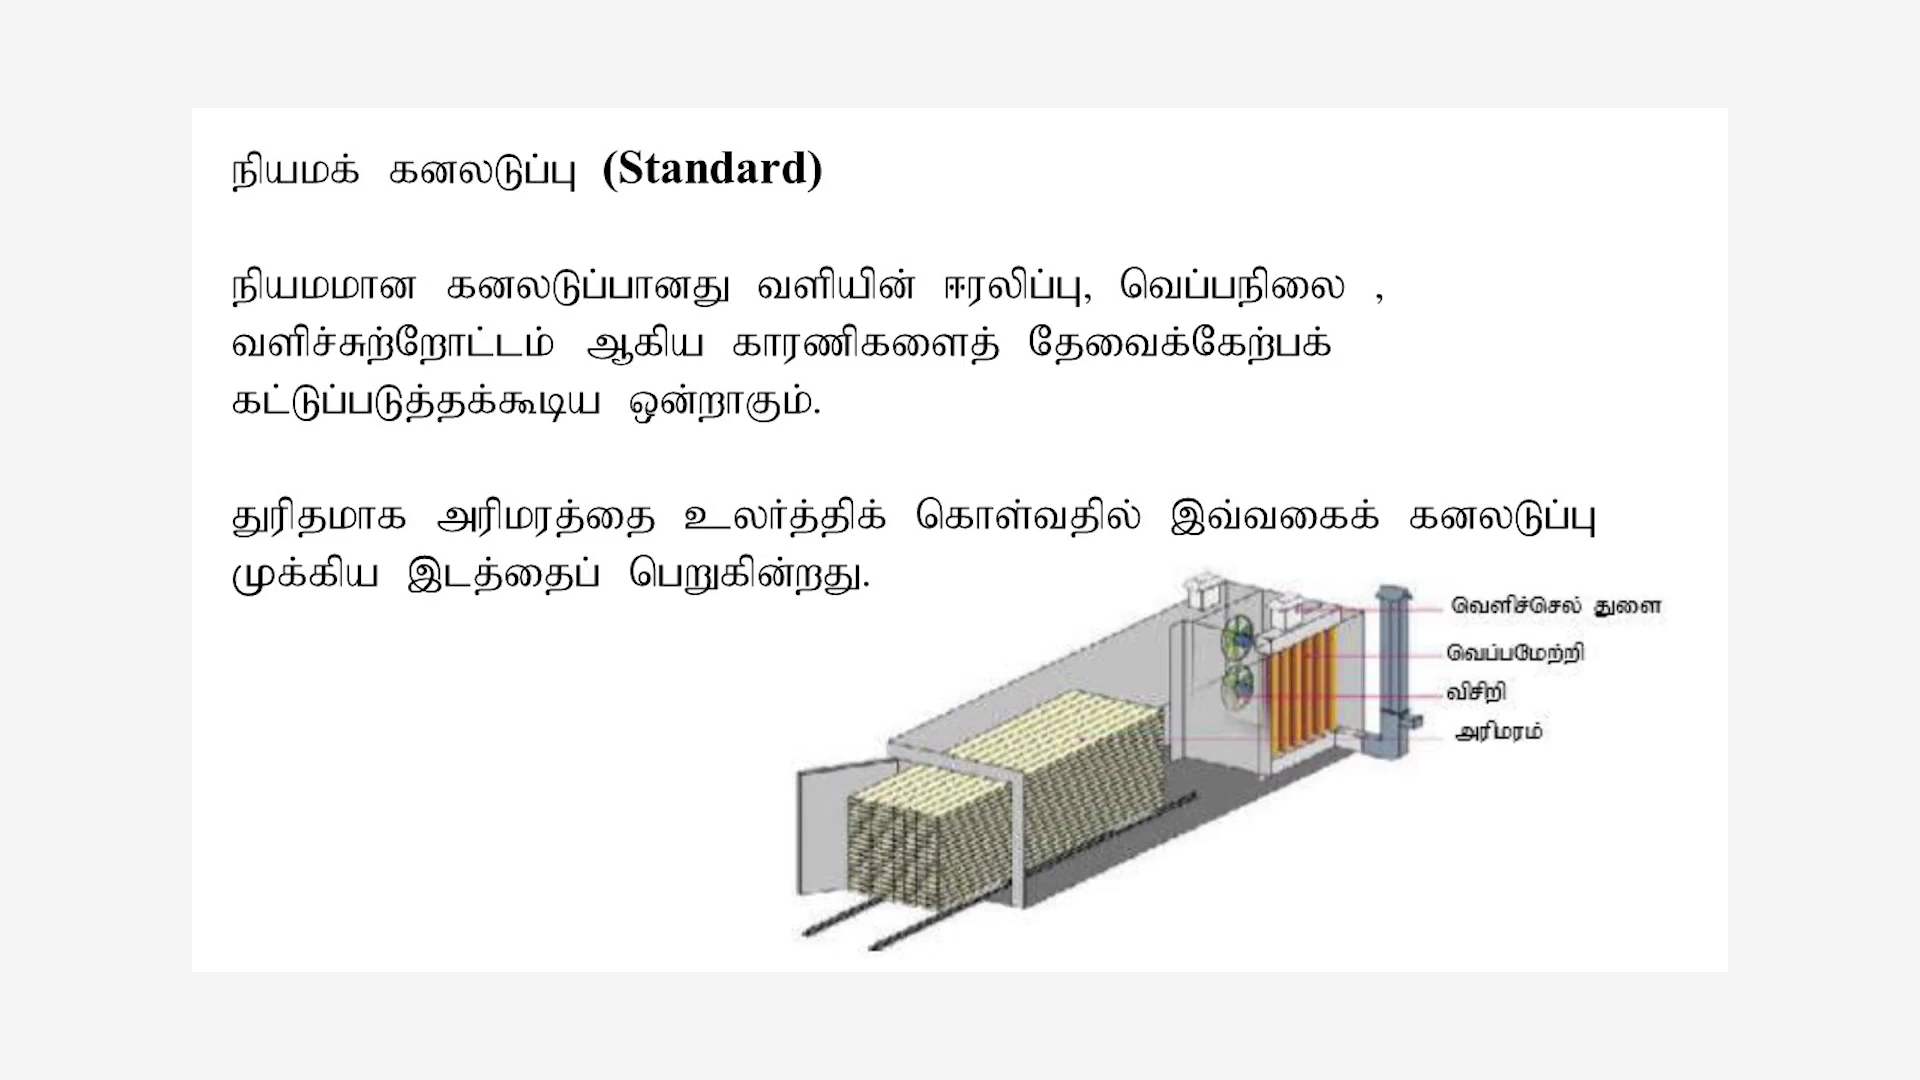 நியமக் கனலடுப்பு (Standard)
நியமமான கனலடுப்பானது வளியின் ஈரலிப்பு, வெப்பநிலை ,
வளிச்சுற்றோட்டம் ஆகிய காரணிகளைத் தேவைக்கேற்பக்
கட்டுப்படுத்தக்கூடிய ஒன்றாகும்.
துரிதமாக அரிமரத்தை உலர்த்திக் கொள்வதில் இவ்வகைக் கனலடுப்பு
முக்கிய இடத்தைப் பெறுகின்றது.
வெளிச்செல் துளை
வெப்பமேற்றி
விசிறி
அரிமரம்